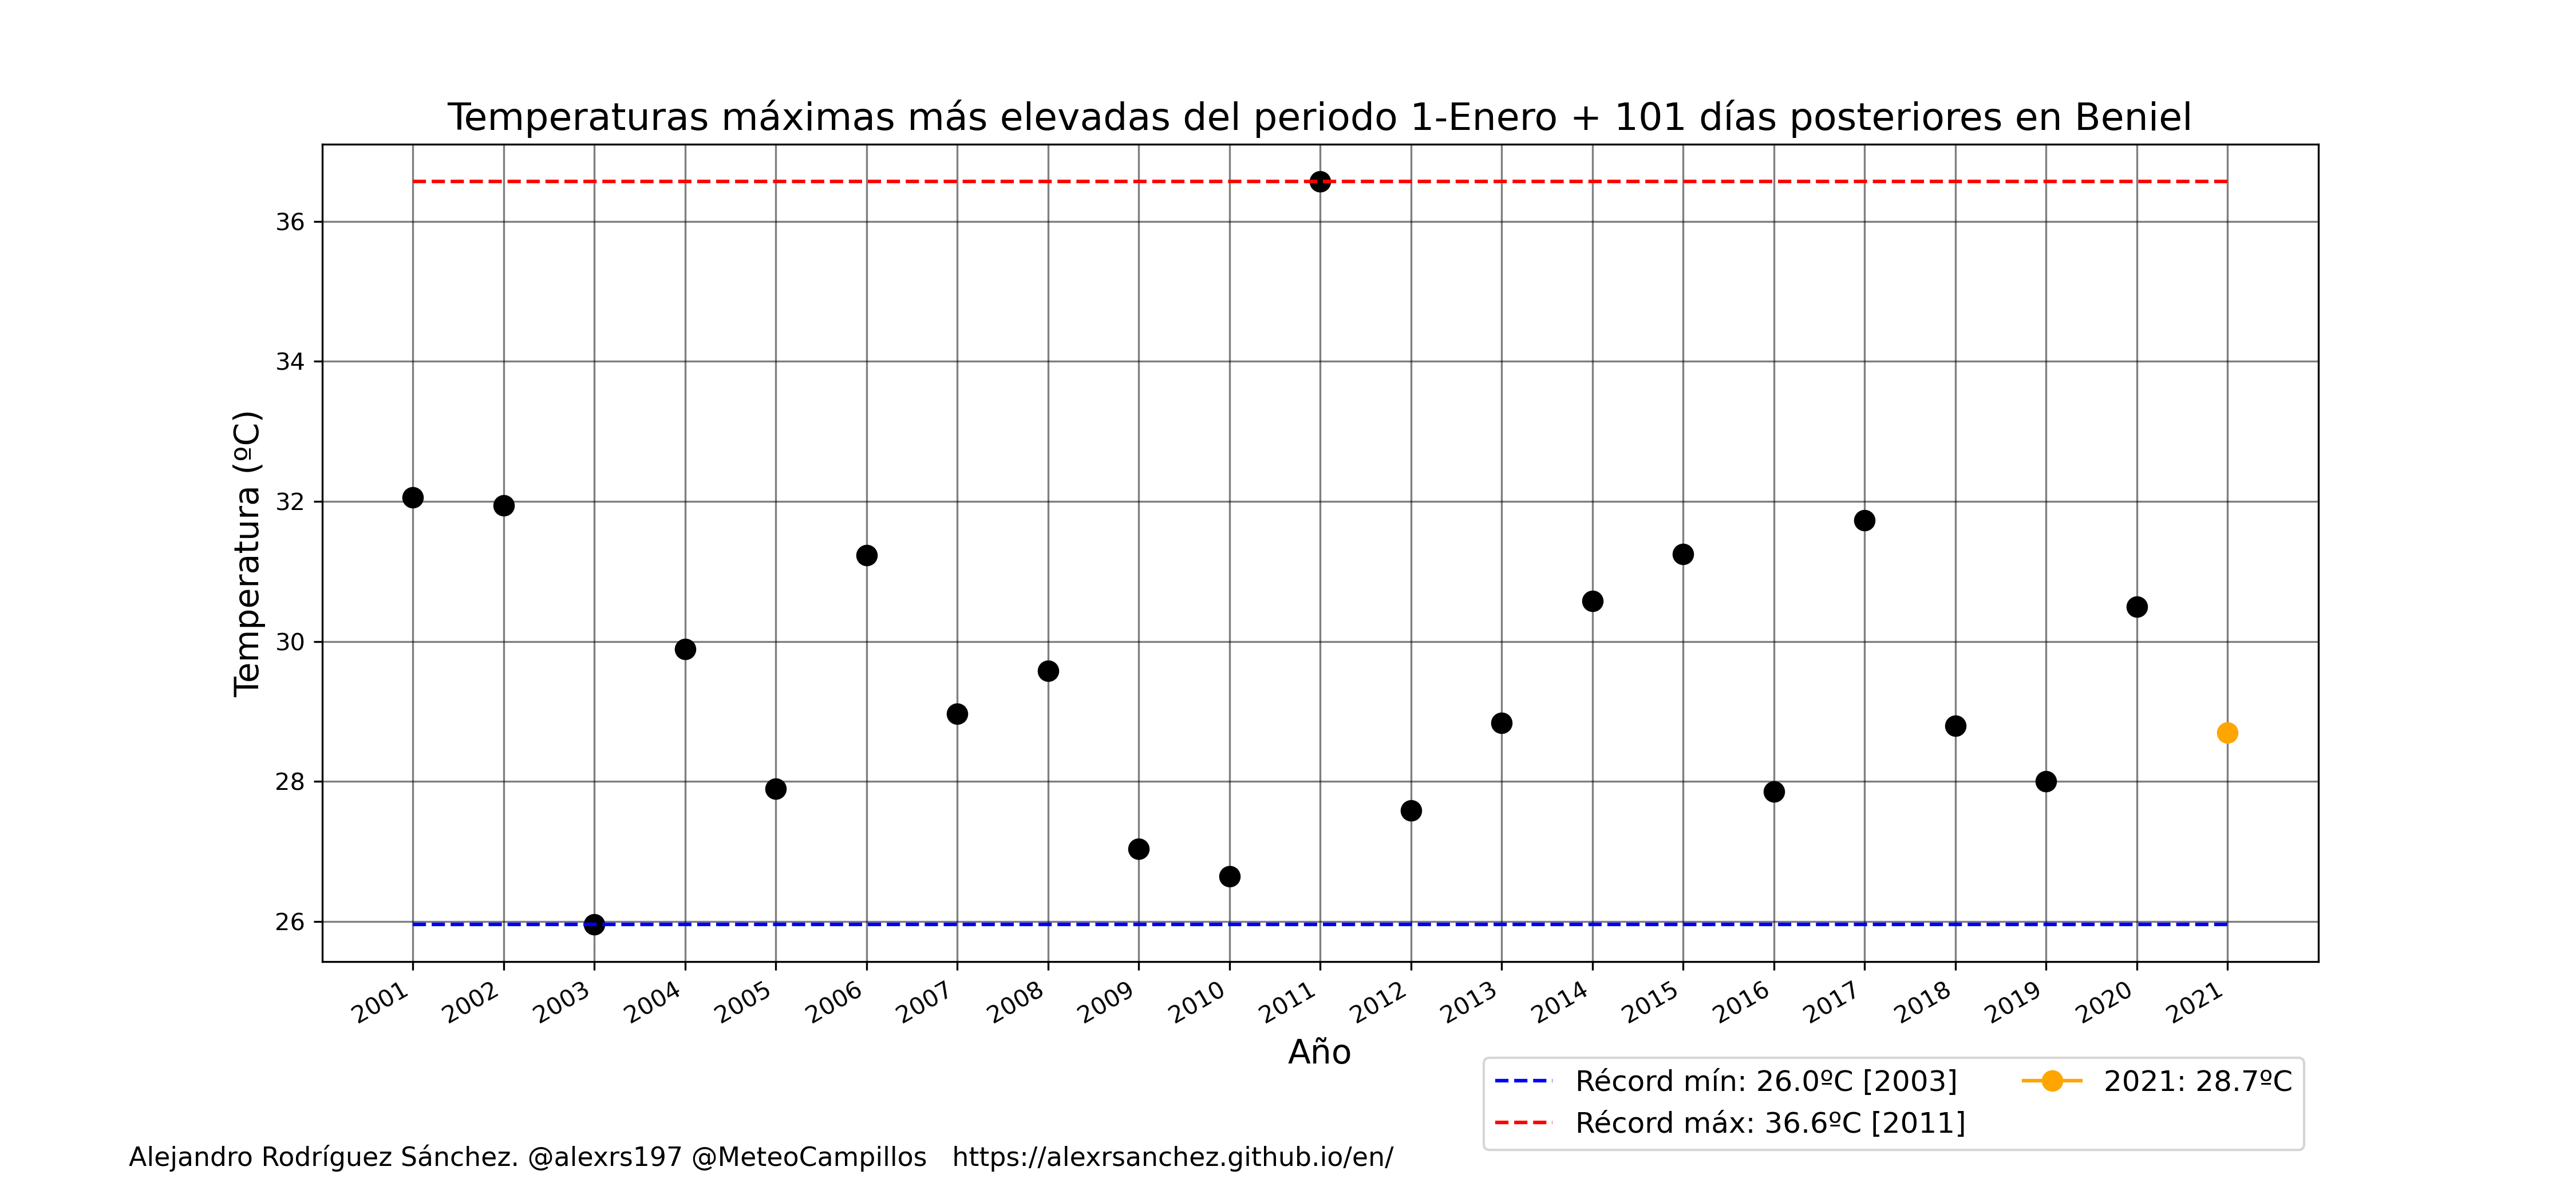 Temperaturas máximas más elevadas del periodo 1-Enero + 101 días posteriores en Beniel
Temperatura (ºC)
36
34
32
30
28
26
2001 2002 2003 2004 2005 2006 2007 2008 2009 2010 2011 2012 2013 2014 2015 2016 2017 2018 2019 2020 2021
Año
Récord mín: 26.0ºC [2003] 2021: 28.7ºC
Récord máx: 36.6ºC [2011]
Alejandro Rodríguez Sánchez. @alexrs197 @MeteoCampillos https://alexrsanchez.github.io/en/